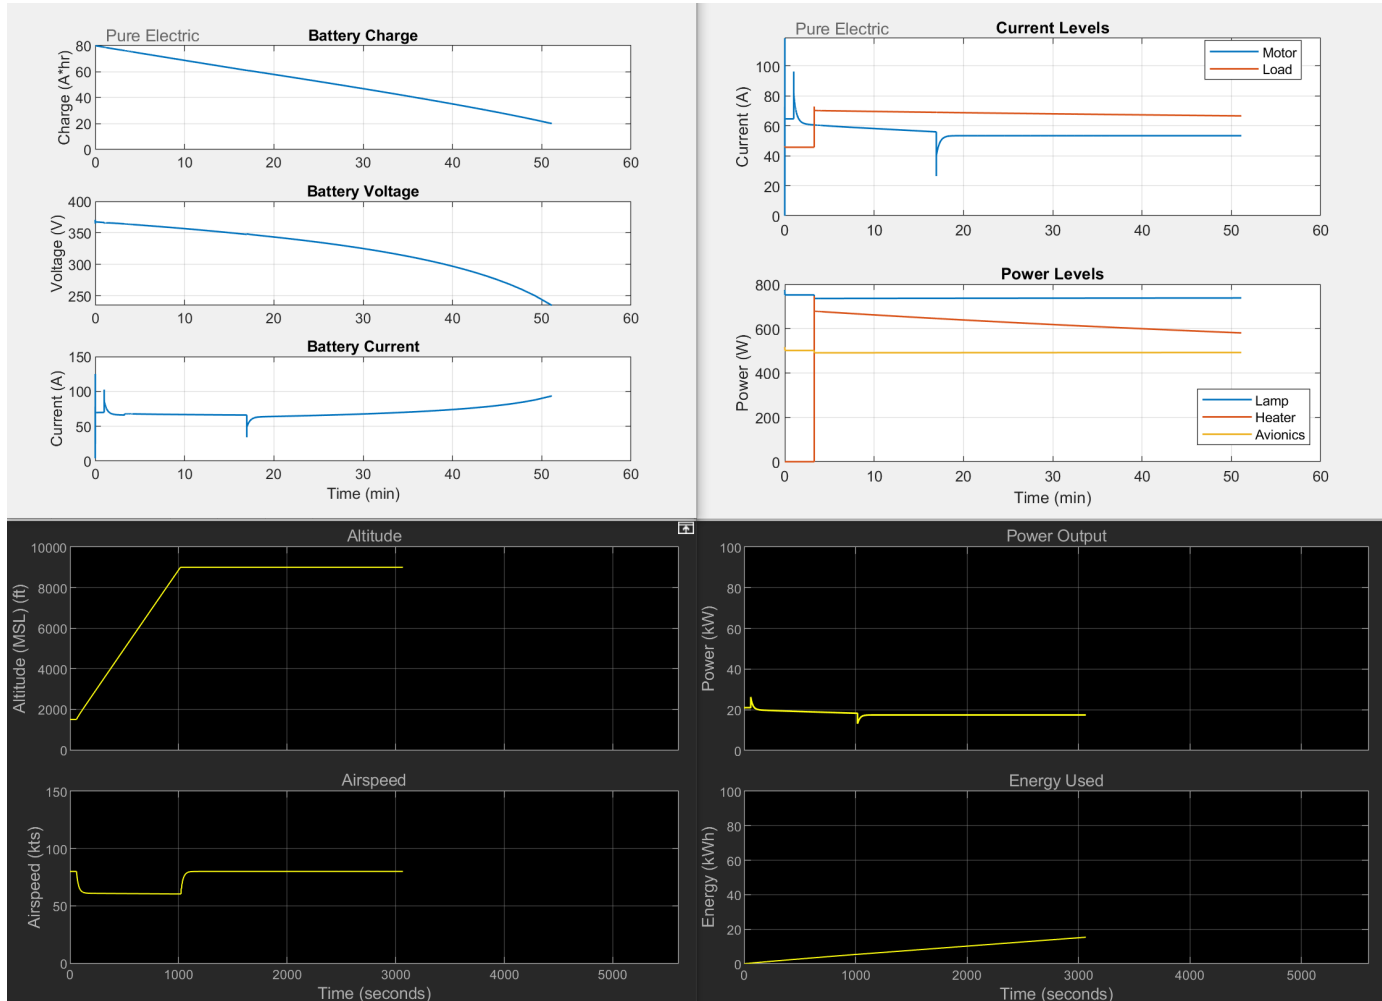 Pure Electric
Battery Charge
Charge (A*hr)
80
60
40
20
0
0 10 20 30 40 50 60
Battery Voltage
Voltage (V)
400
350
300
250
0 10 20 30 40 50 60
Battery Current
Current (A)
150
100
50
0
0 10 20 30 40 50 60
Time (min)
Pure Electric
Current Levels
Motor
Load
Current (A)
100
80
60
40
20
0
0 10 20 30 40 50 60
Power Levels
Power (W)
800
600
400
200
0
Lamp
Heater
Avionics
0 10 20 30 40 50 60
Time (min)
Altitude
Altitude (MSL) (ft)
10000
8000
6000
4000
2000
0
Airspeed
Airspeed (kts)
150
100
50
0
0 1000 2000 3000 4000 5000
Time (seconds)
Power Output
Power (kW)
100
80
60
40
20
0
Energy Used
Energy (kWh)
100
80
60
40
20
0
0 1000 2000 3000 4000 5000
Time (seconds)